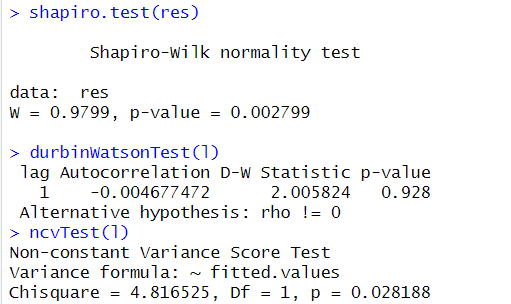 > shapiro.test(res)
Shapiro-Wilk normality test
data: res
W = 0.9799, p-value = 0.002799
> durbinWatsonTest(l)
lag Autocorrelation D-W Statistic p-value
1 -0.004677472 2.005824 0.928
Alternative hypothesis: rho != 0
> ncvTest(l)
Non-constant Variance Score Test
Variance formula: ~ fitted.values
Chisquare = 4.816525, Df = 1, p = 0.028188